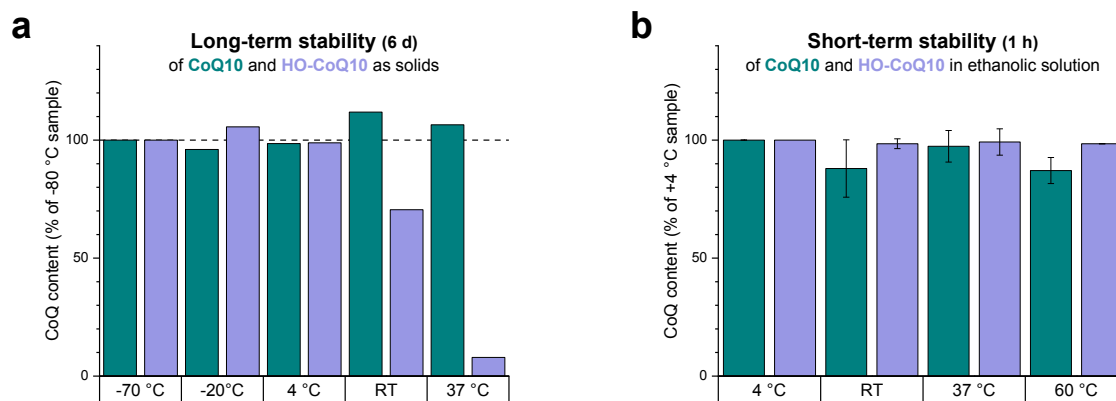 a
Long-term stability (6 d)
of CoQ10 and HO-CoQ10 as solids
CoQ content (% of -80 °C sample)
100
50
0
-70 °C
-20°C
4 °C
RT
37 °C
b
Short-term stability (1 h)
of CoQ10 and HO-CoQ10 in ethanolic solution
CoQ content (% of +4 °C sample)
100
50
0
4 °C
RT
37 °C
60 °C